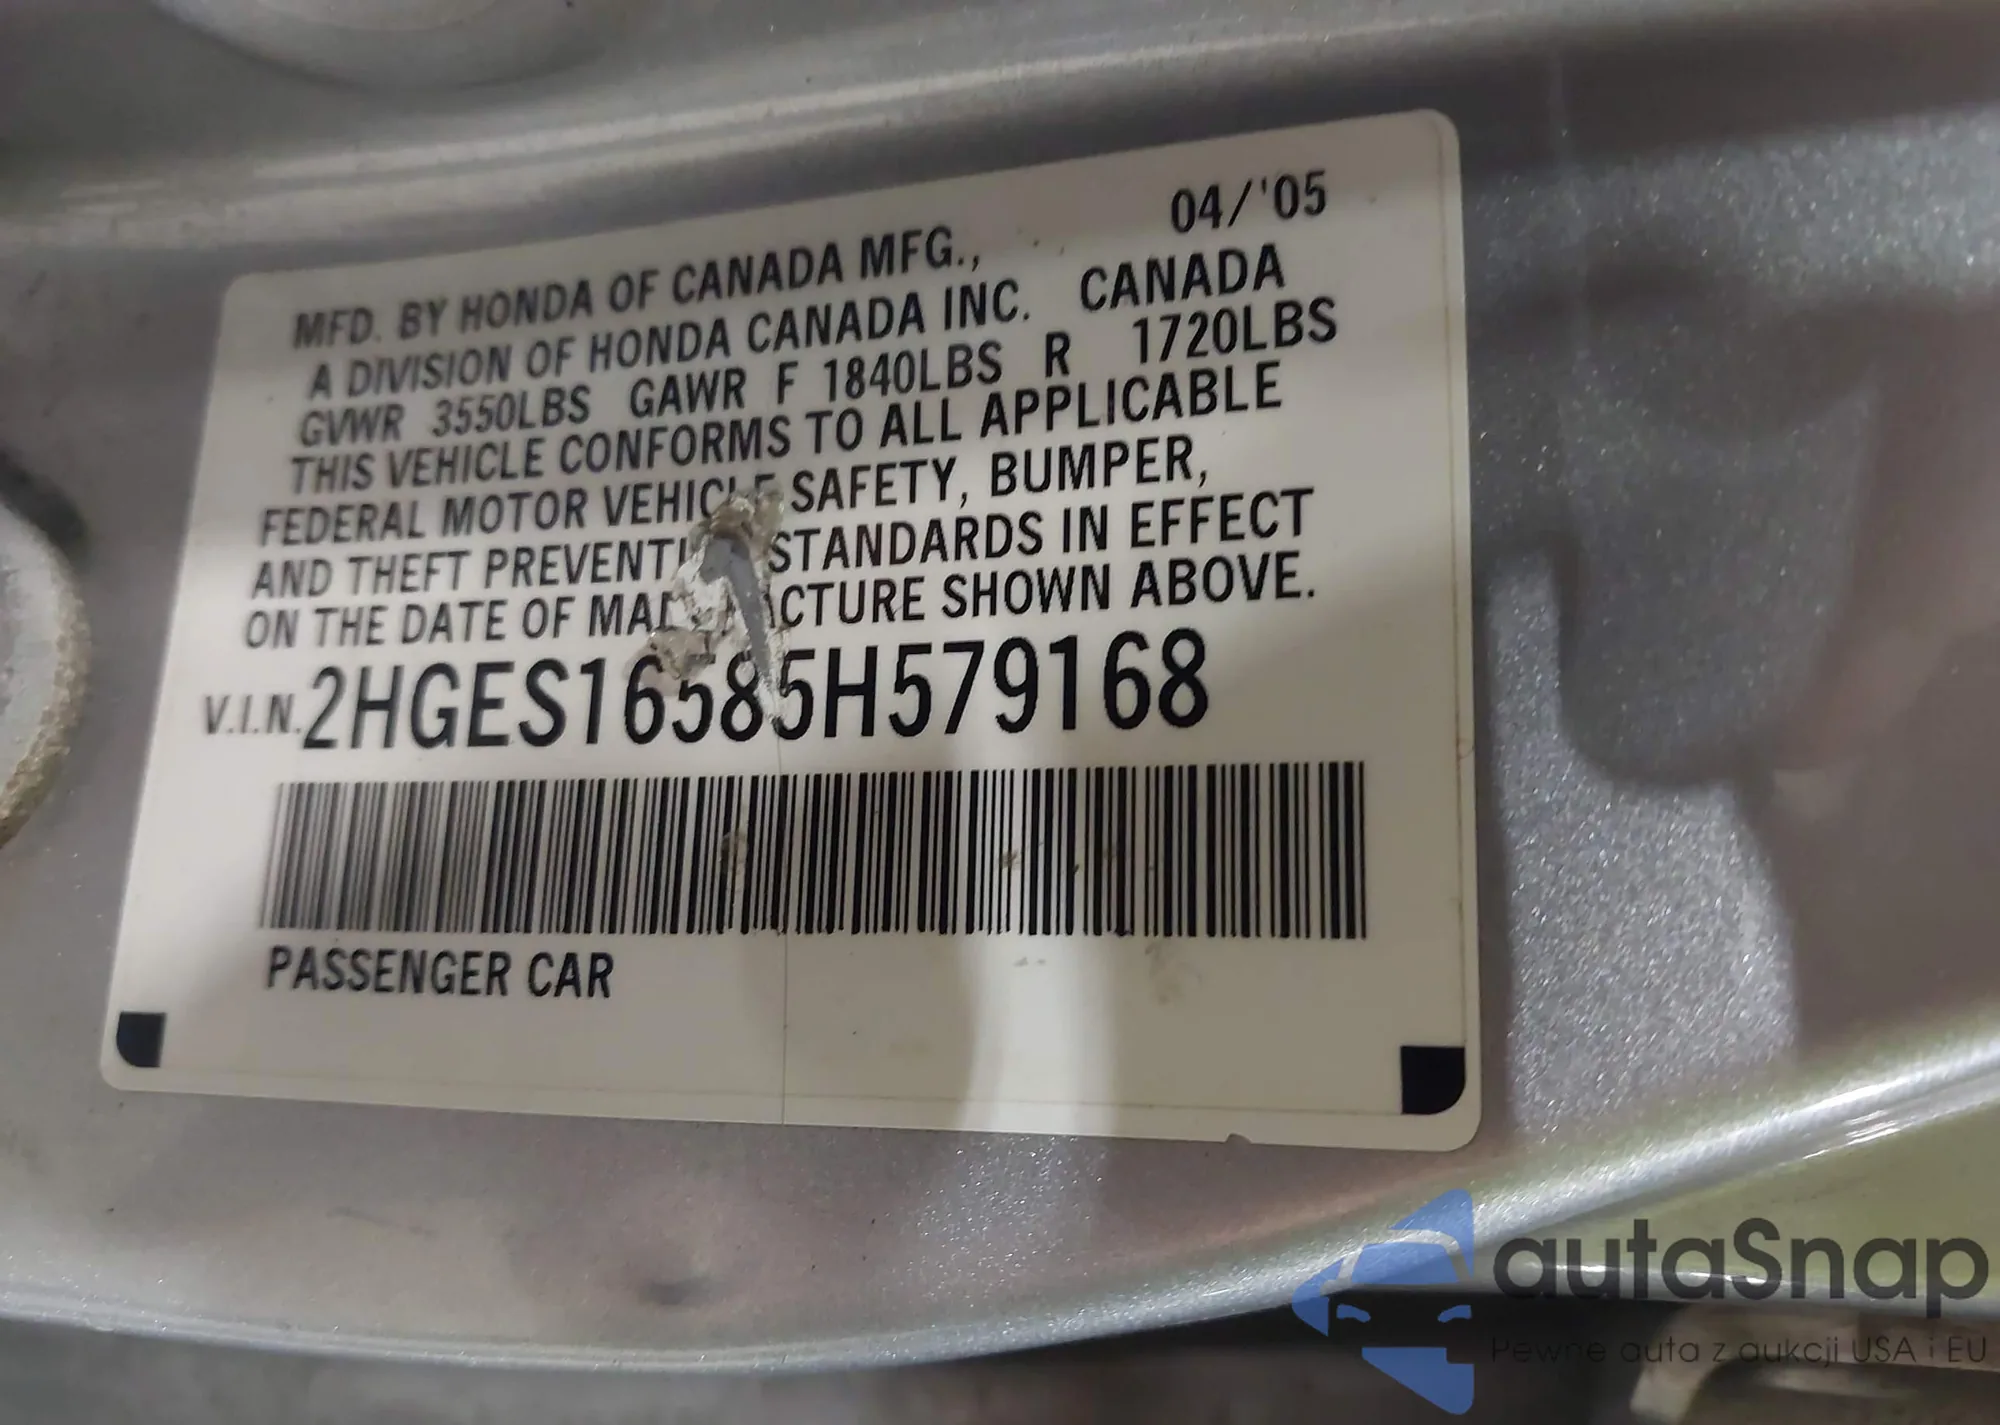 04/'05
MFD. BY HONDA OF CANADA MFG.,
A DIVISION OF HONDA CANADA INC. CANADA
GVWR 3550LBS GAWR F 1840LBS R 1720LBS
THIS VEHICLE CONFORMS TO ALL APPLICABLE
FEDERAL MOTOR VEHICLE SAFETY, BUMPER,
AND THEFT PREVENTI STANDARDS IN EFFECT
ON THE DATE OF MANUFACTURE SHOWN ABOVE.
V.I.N. 2HGES16585H579168
PASSENGER CAR
autaSnap
Pewne auta z aukcji USA i EU